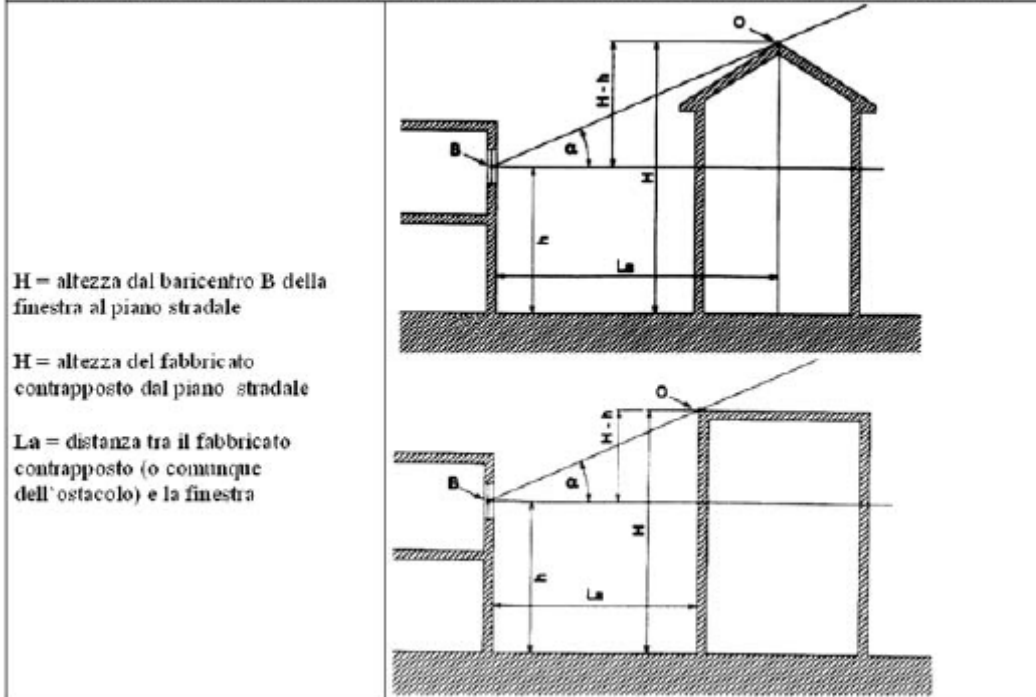 H = altezza dal baricentro B della
finestra al piano stradale
H = altezza del fabbricato
contrapposto dal piano stradale
La = distanza tra il fabbricato
contrapposto (o comunque
dell'ostacolo) e la finestra
O
H - h
B
α
H
h
La
O
H - h
B
α
H
h
La